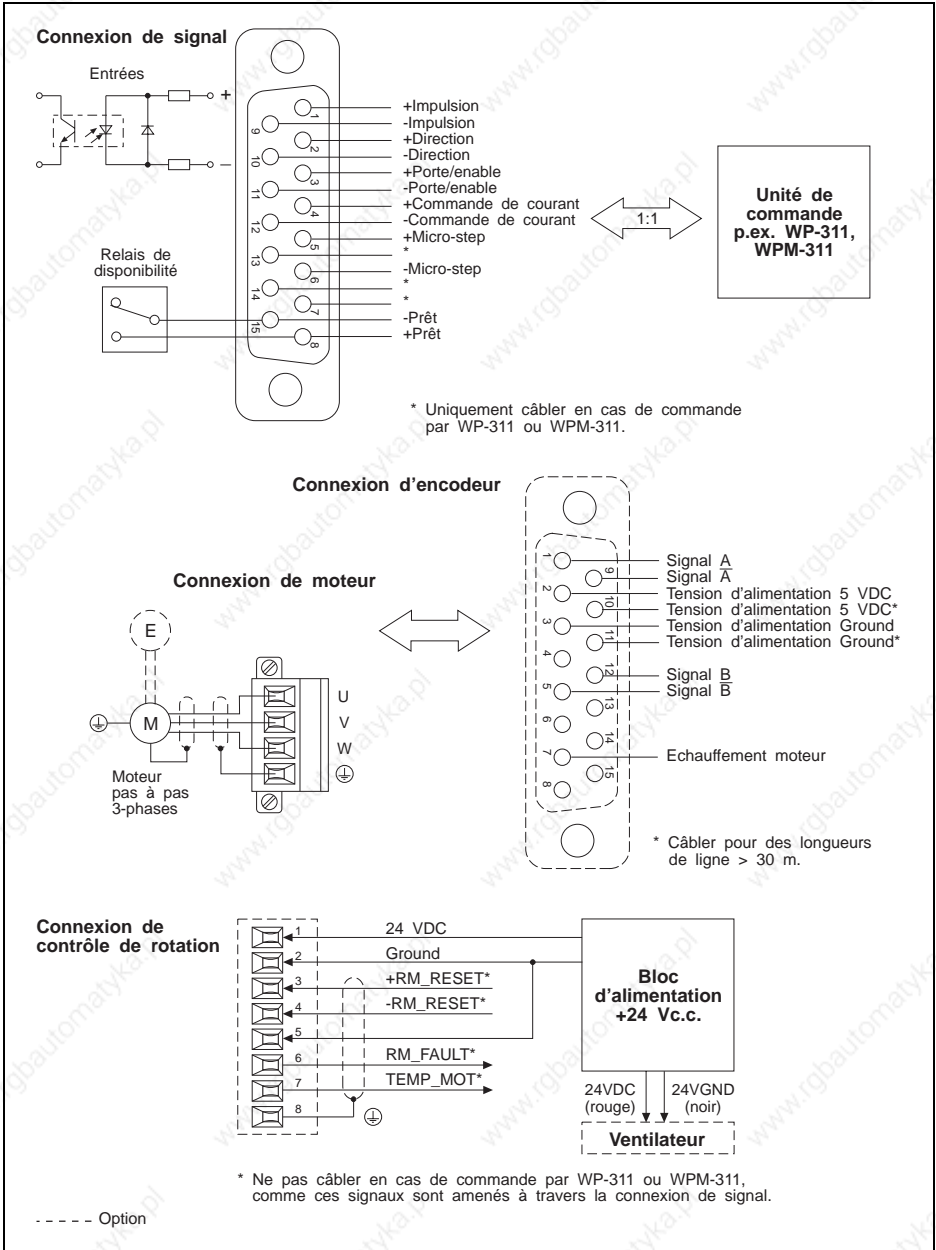 Connexion de signal
Entrées
+
–
1
9
2
10
3
11
4
12
5
13
6
14
7
15
8
+Impulsion
-Impulsion
+Direction
-Direction
+Porte/enable
-Porte/enable
+Commande de courant
-Commande de courant
+Micro-step
*
-Micro-step
*
*
-Prêt
+Prêt
1:1
Unité de
commande
p.ex. WP-311,
WPM-311
Relais de
disponibilité
* Uniquement câbler en cas de commande
par WP-311 ou WPM-311.
Connexion d'encodeur
1
9
2
10
3
11
4
12
5
13
6
14
7
15
8
Signal A
Signal A̅
Tension d'alimentation 5 VDC
Tension d'alimentation 5 VDC*
Tension d'alimentation Ground
Tension d'alimentation Ground*
Signal B
Signal B̅
Echauffement moteur
* Câbler pour des longueurs
de ligne > 30 m.
Connexion de moteur
E
M
U
V
W
Moteur
pas à pas
3-phases
Connexion de
contrôle de rotation
1
24 VDC
2
Ground
3
+RM_RESET*
4
-RM_RESET*
5
6
RM_FAULT*
7
TEMP_MOT*
8
Bloc
d'alimentation
+24 Vc.c.
24VDC
(rouge)
24VGND
(noir)
Ventilateur
* Ne pas câbler en cas de commande par WP-311 ou WPM-311,
comme ces signaux sont amenés à travers la connexion de signal.
- - - - - Option
www.rgbautomatyka.pl